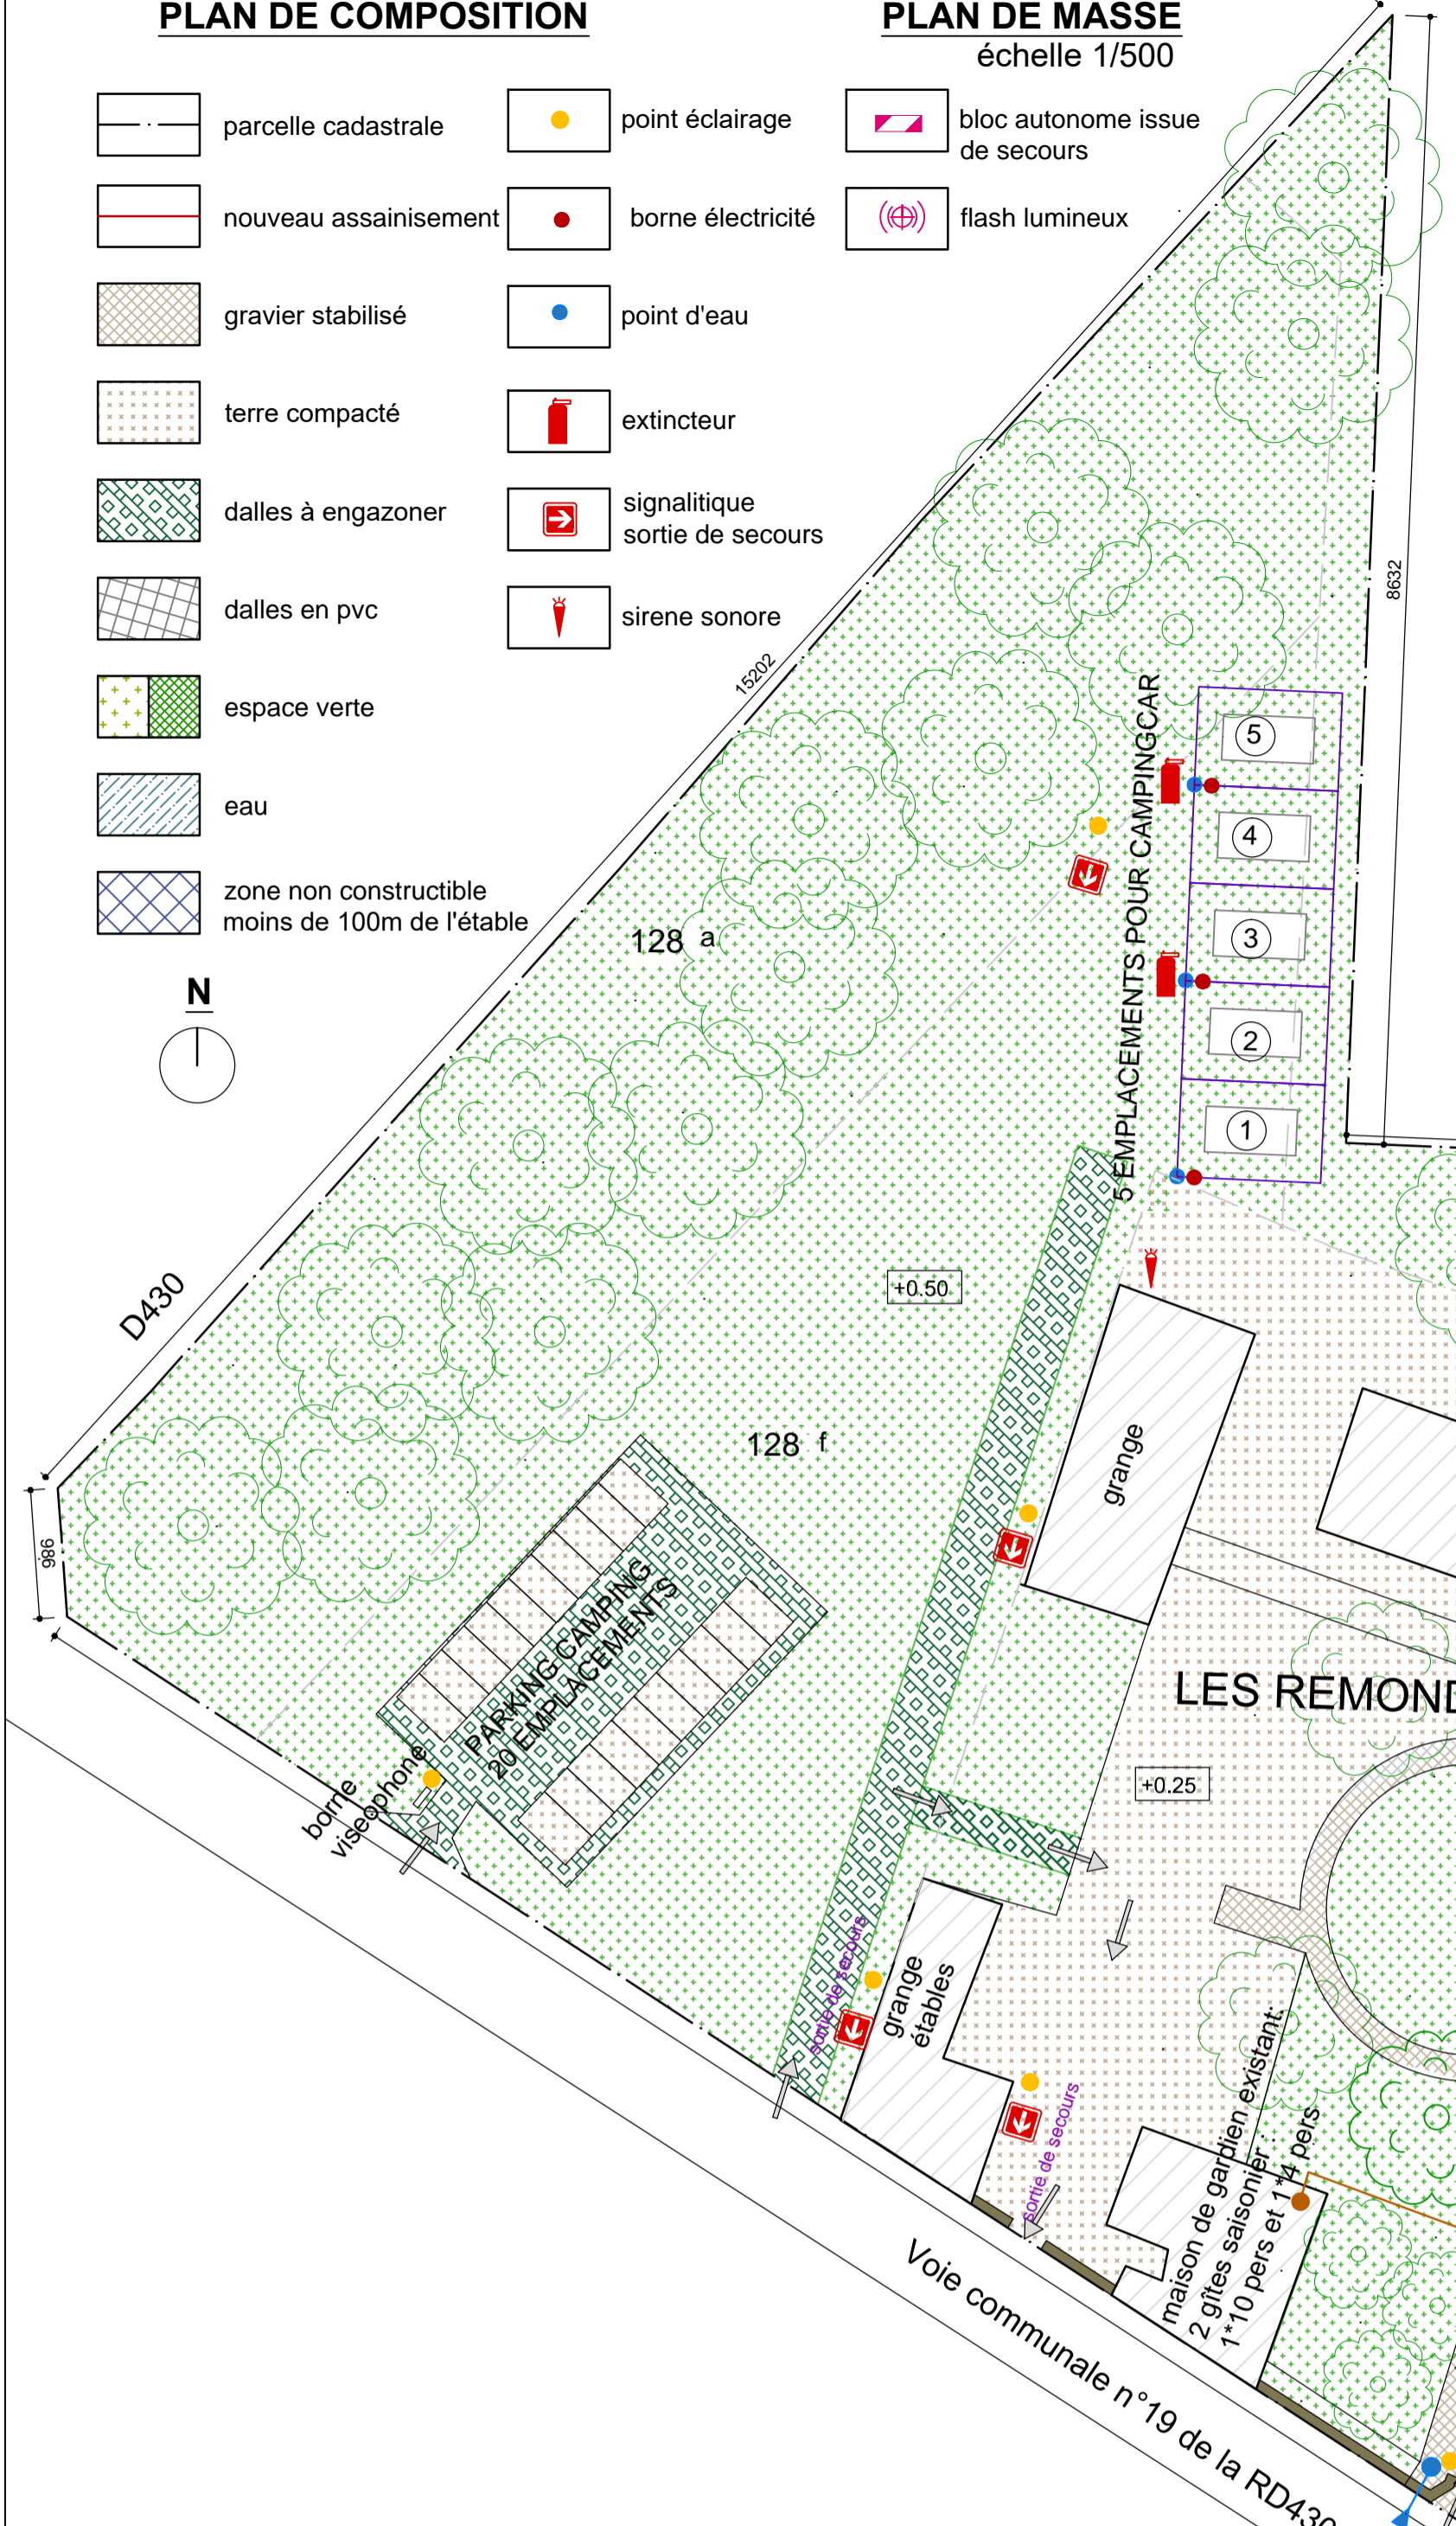 PLAN DE COMPOSITION
PLAN DE MASSE
échelle 1/500
parcelle cadastrale
nouveau assainisement
gravier stabilisé
terre compacté
dalles à engazoner
dalles en pvc
espace verte
eau
zone non constructible
moins de 100m de l'étable
point éclairage
borne électricité
point d'eau
extincteur
signalitique
sortie de secours
sirene sonore
bloc autonome issue
de secours
flash lumineux
N
15202
8632
986
D430
128 a
128 f
5 EMPLACEMENTS POUR CAMPINGCAR
5
4
3
2
1
+0.50
grange
PARKING CAMPING
20 EMPLACEMENTS
borne
viseophone
LES REMOND
+0.25
sortie de secours
grange
étables
sortie de secours
maison de gardien existant:
2 gîtes saisonier :
1*10 pers et 1*4 pers
Voie communale n°19 de la RD430